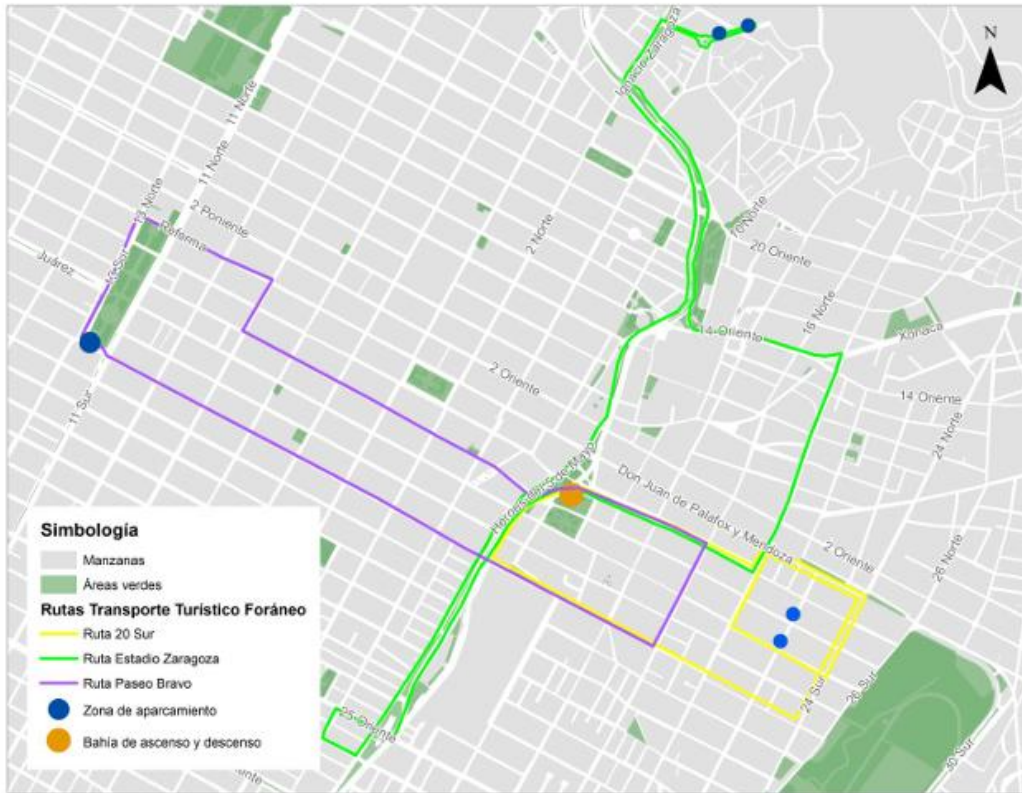 N
Ignacio Zaragoza
11 Norte
11 Norte
13 Norte
2 Poniente
Reforma
2 Norte
10 Norte
20 Oriente
Juárez
13 Sur
16 Norte
14 Oriente
Xonaca
11 Sur
2 Oriente
14 Oriente
24 Norte
Heroes del 5 de Mayo
Don Juan de Palafox y Mendoza
2 Oriente
26 Norte
24 Sur
26 Sur
25 Oriente
30 Sur
Simbología
Manzanas
Áreas verdes
Rutas Transporte Turístico Foráneo
Ruta 20 Sur
Ruta Estadio Zaragoza
Ruta Paseo Bravo
Zona de aparcamiento
Bahía de ascenso y descenso